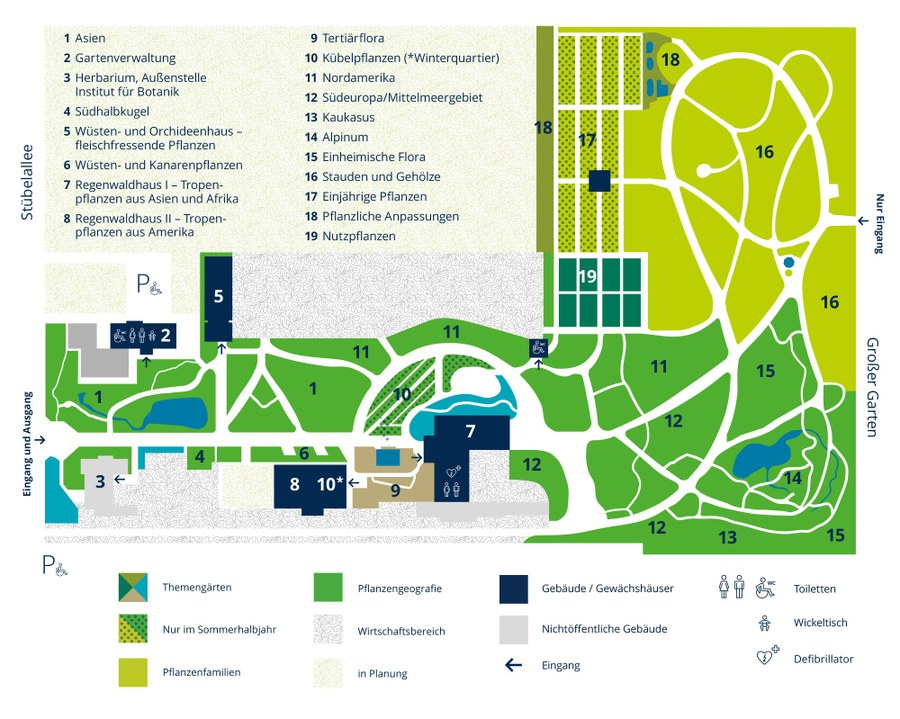 1 Asien
2 Gartenverwaltung
3 Herbarium, Außenstelle
Institut für Botanik
4 Südhalbkugel
5 Wüsten- und Orchideenhaus –
fleischfressende Pflanzen
6 Wüsten- und Kanarenpflanzen
7 Regenwaldhaus I – Tropen-
pflanzen aus Asien und Afrika
8 Regenwaldhaus II – Tropen-
pflanzen aus Amerika
9 Tertiärflora
10 Kübelpflanzen (*Winterquartier)
11 Nordamerika
12 Südeuropa/Mittelmeergebiet
13 Kaukasus
14 Alpinum
15 Einheimische Flora
16 Stauden und Gehölze
17 Einjährige Pflanzen
18 Pflanzliche Anpassungen
19 Nutzpflanzen
Stübelallee
18
18
17
16
Nur Eingang
P
5
19
16
WC
2
11
11
WC
11
15
Großer Garten
1
1
10
12
Eingang und Ausgang
7
6
4
12
14
3
8
10*
9
12
13
15
P
Themengärten
Pflanzengeografie
Gebäude / Gewächshäuser
WC
Toiletten
Nur im Sommerhalbjahr
Wirtschaftsbereich
Nichtöffentliche Gebäude
Wickeltisch
Pflanzenfamilien
in Planung
Eingang
Defibrillator